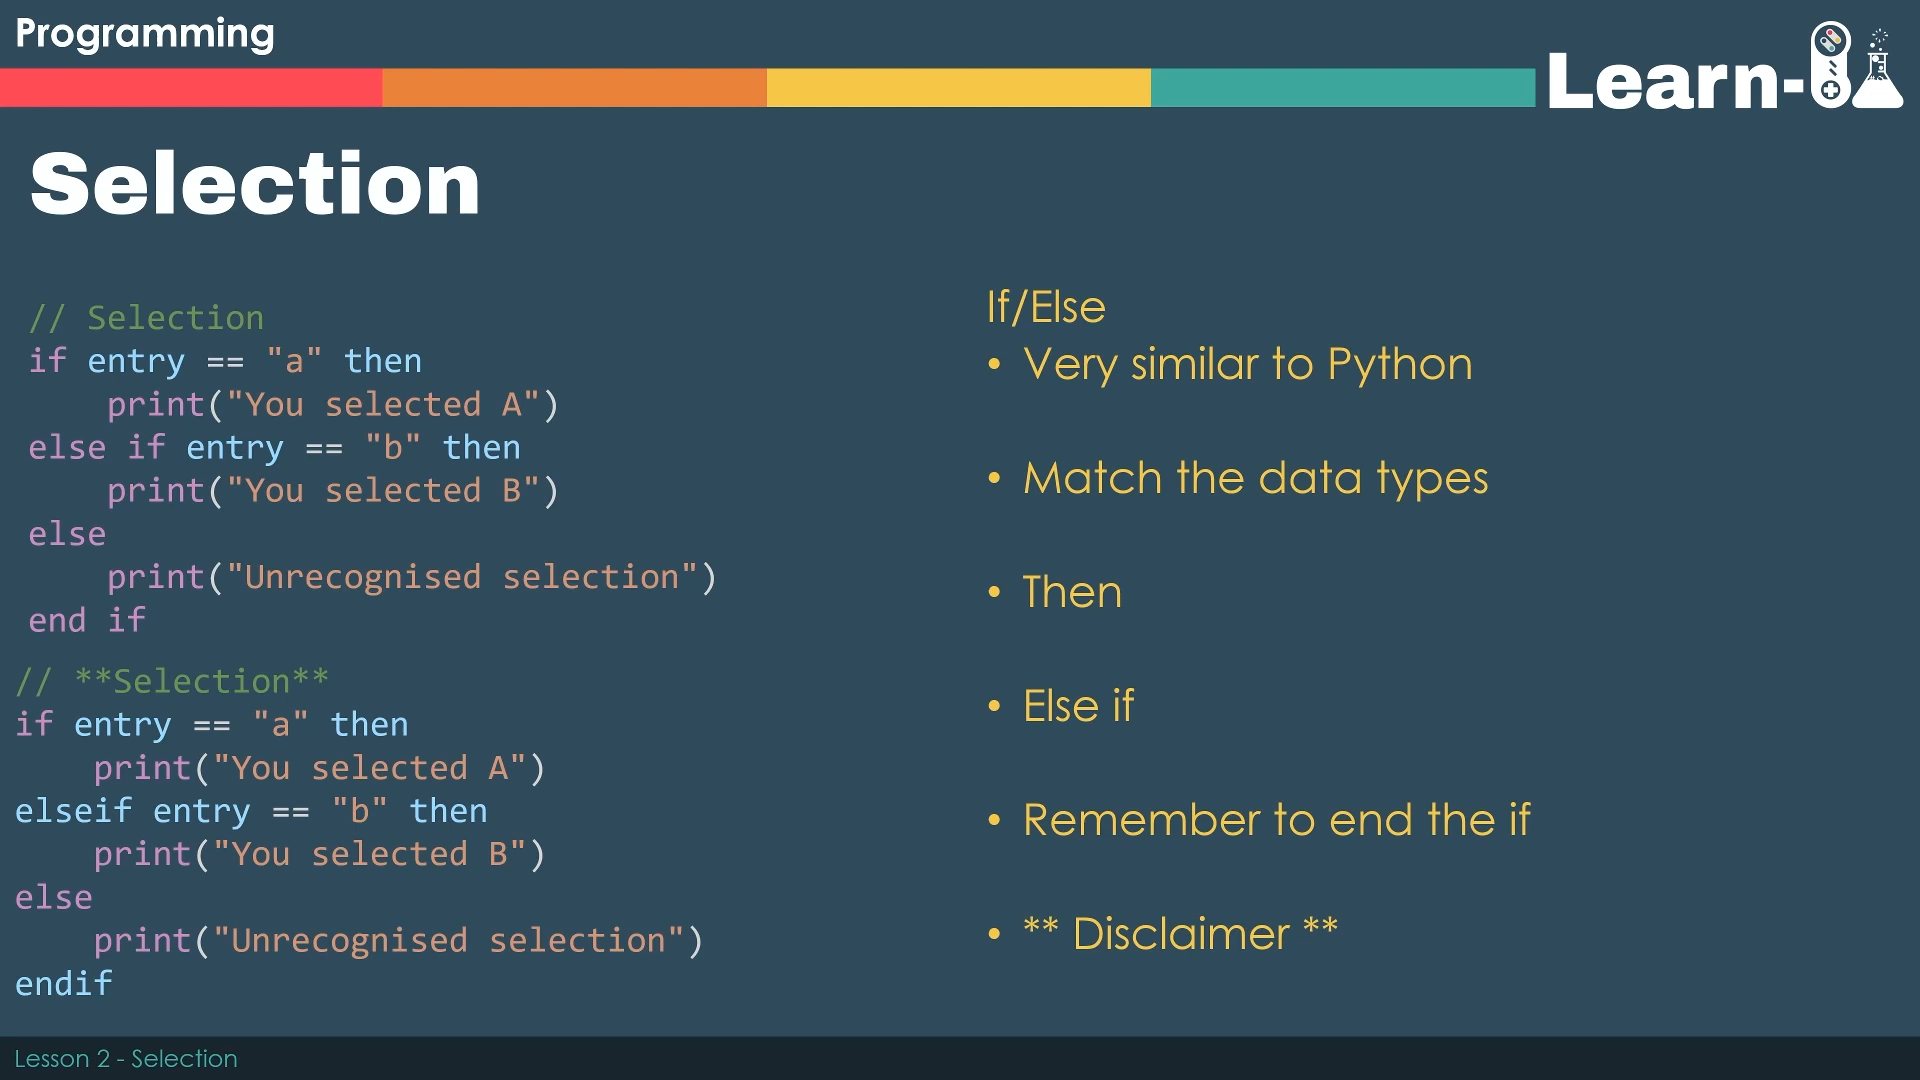 Programming
Learn-
Selection
// Selection
if entry == "a" then
    print("You selected A")
else if entry == "b" then
    print("You selected B")
else
    print("Unrecognised selection")
end if
// **Selection**
if entry == "a" then
    print("You selected A")
elseif entry == "b" then
    print("You selected B")
else
    print("Unrecognised selection")
endif
If/Else
• Very similar to Python
• Match the data types
• Then
• Else if
• Remember to end the if
• ** Disclaimer **
Lesson 2 - Selection